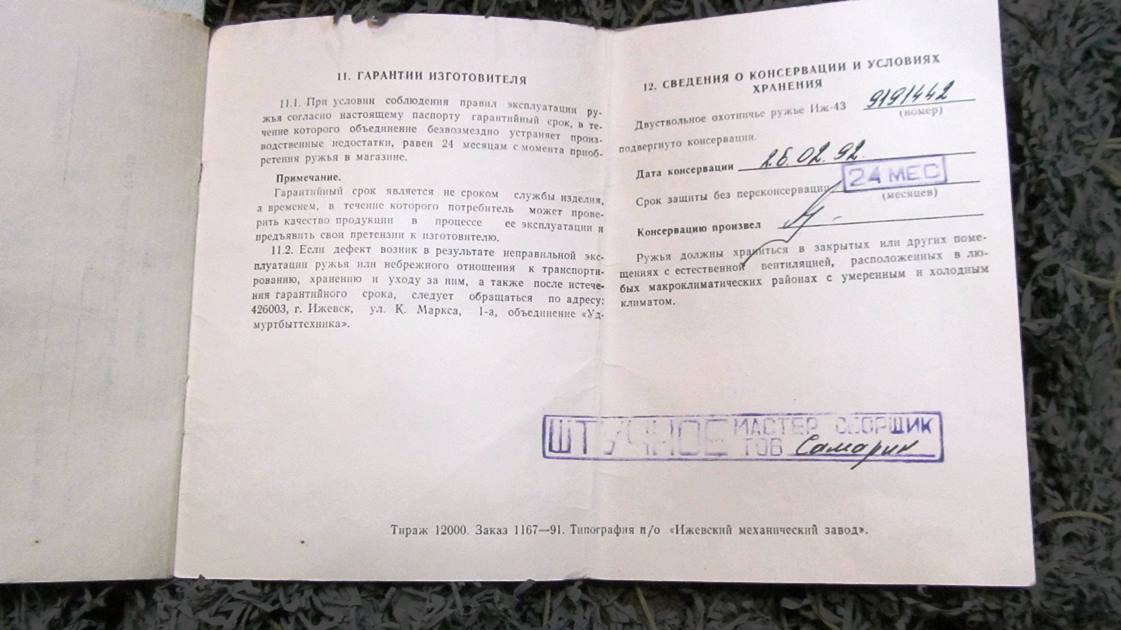 11. ГАРАНТИИ ИЗГОТОВИТЕЛЯ
11.1. При условии соблюдения правил эксплуатации ру-
жья согласно настоящему паспорту гарантийный срок, в те-
чение которого объединение безвозмездно устраняет произ-
водственные недостатки, равен 24 месяцам с момента приоб-
ретения ружья в магазине.
Примечание.
Гарантийный срок является не сроком службы изделия,
а временем, в течение которого потребитель может прове-
рить качество продукции в процессе ее эксплуатации и
предъявить свои претензии к изготовителю.
11.2. Если дефект возник в результате неправильной экс-
плуатации ружья или небрежного отношения к транспорти-
рованию, хранению и уходу за ним, а также после истече-
ния гарантийного срока, следует обращаться по адресу:
426003, г. Ижевск, ул. К. Маркса, 1-а, объединение «Уд-
муртбыттехника».
12. СВЕДЕНИЯ О КОНСЕРВАЦИИ И УСЛОВИЯХ
ХРАНЕНИЯ
Двуствольное охотничье ружье Иж-43 9191442
(номер)
подвергнуто консервации.
Дата консервации 26.02.92.
Срок защиты без переконсервации 24 МЕС
(месяцев)
Консервацию произвел
Ружья должны храниться в закрытых или других поме-
щениях с естественной вентиляцией, расположенных в лю-
бых макроклиматических районах с умеренным и холодным
климатом.
ШТУЧНОЕ МАСТЕР СБОРЩИК
ТОВ Самарин
Тираж 12000. Заказ 1167—91. Типография п/о «Ижевский механический завод».